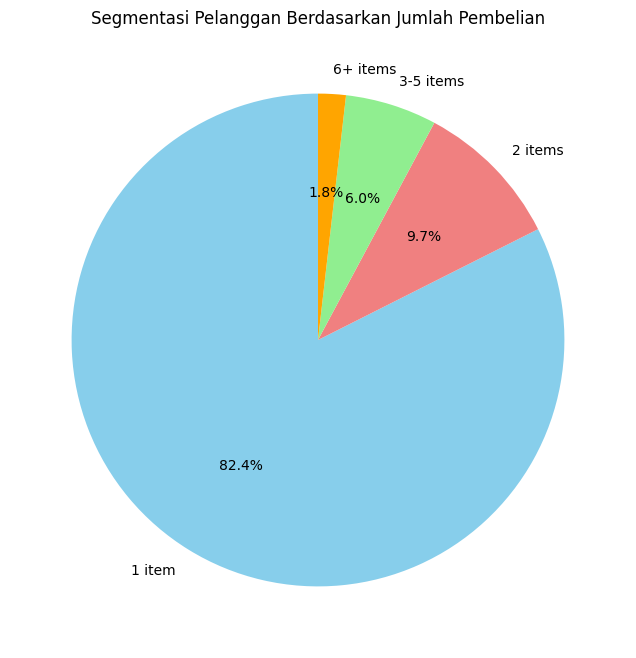 Segmentasi Pelanggan Berdasarkan Jumlah Pembelian
6+ items
3-5 items
2 items
1.8%
6.0%
9.7%
82.4%
1 item